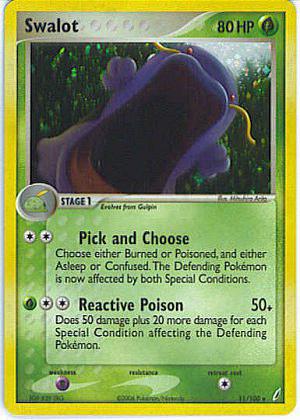 Swalot
80 HP
STAGE 1
Evolves from Gulpin
Pick and Choose
Choose either Burned or Poisoned, and either
Asleep or Confused. The Defending Pokémon
is now affected by both Special Conditions.
Reactive Poison 50+
Does 50 damage plus 20 more damage for each
Special Condition affecting the Defending
Pokémon.
weakness resistance retreat cost
©2006 Pokémon/Nintendo
11/100